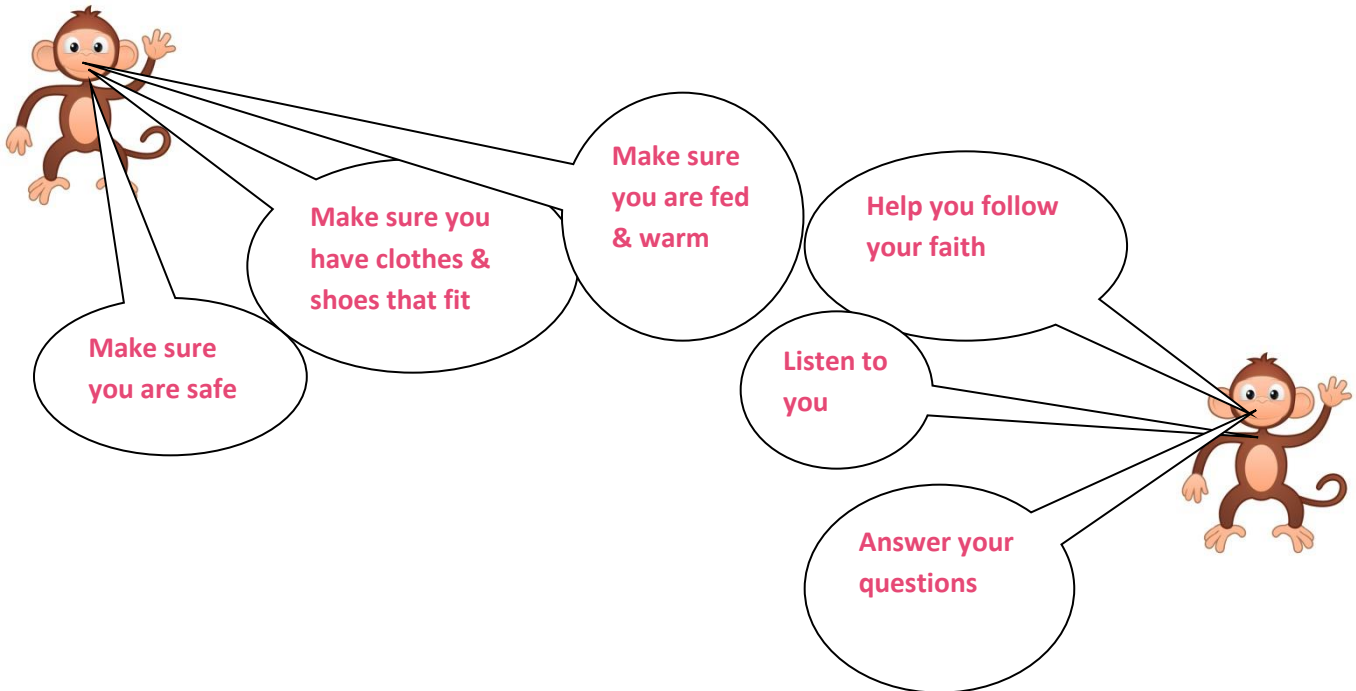 Make sure
you are safe
Make sure you
have clothes &
shoes that fit
Make sure
you are fed
& warm
Help you follow
your faith
Listen to
you
Answer your
questions